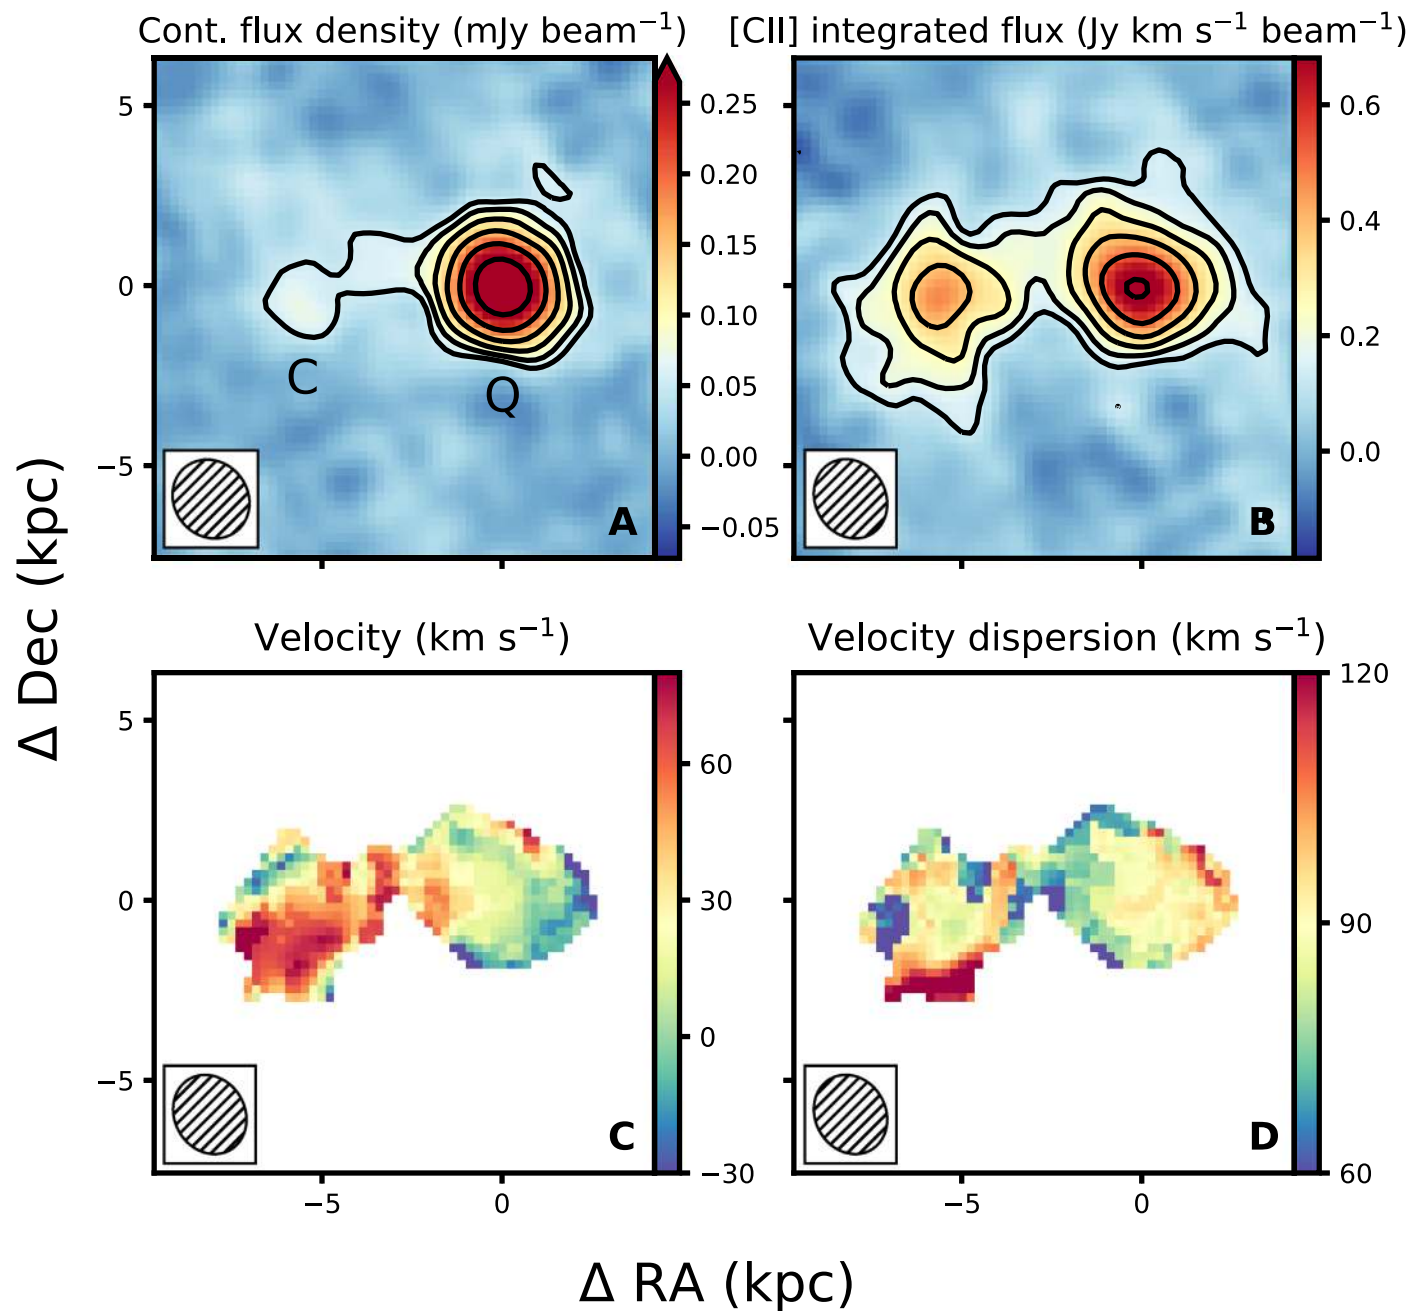 Cont. flux density (mJy beam⁻¹)
[CII] integrated flux (Jy km s⁻¹ beam⁻¹)
5
0
−5
C
Q
A
0.25
0.20
0.15
0.10
0.05
0.00
−0.05
B
0.6
0.4
0.2
0.0
Δ Dec (kpc)
Velocity (km s⁻¹)
Velocity dispersion (km s⁻¹)
5
0
−5
C
60
30
0
−30
D
120
90
60
−5
0
−5
0
Δ RA (kpc)